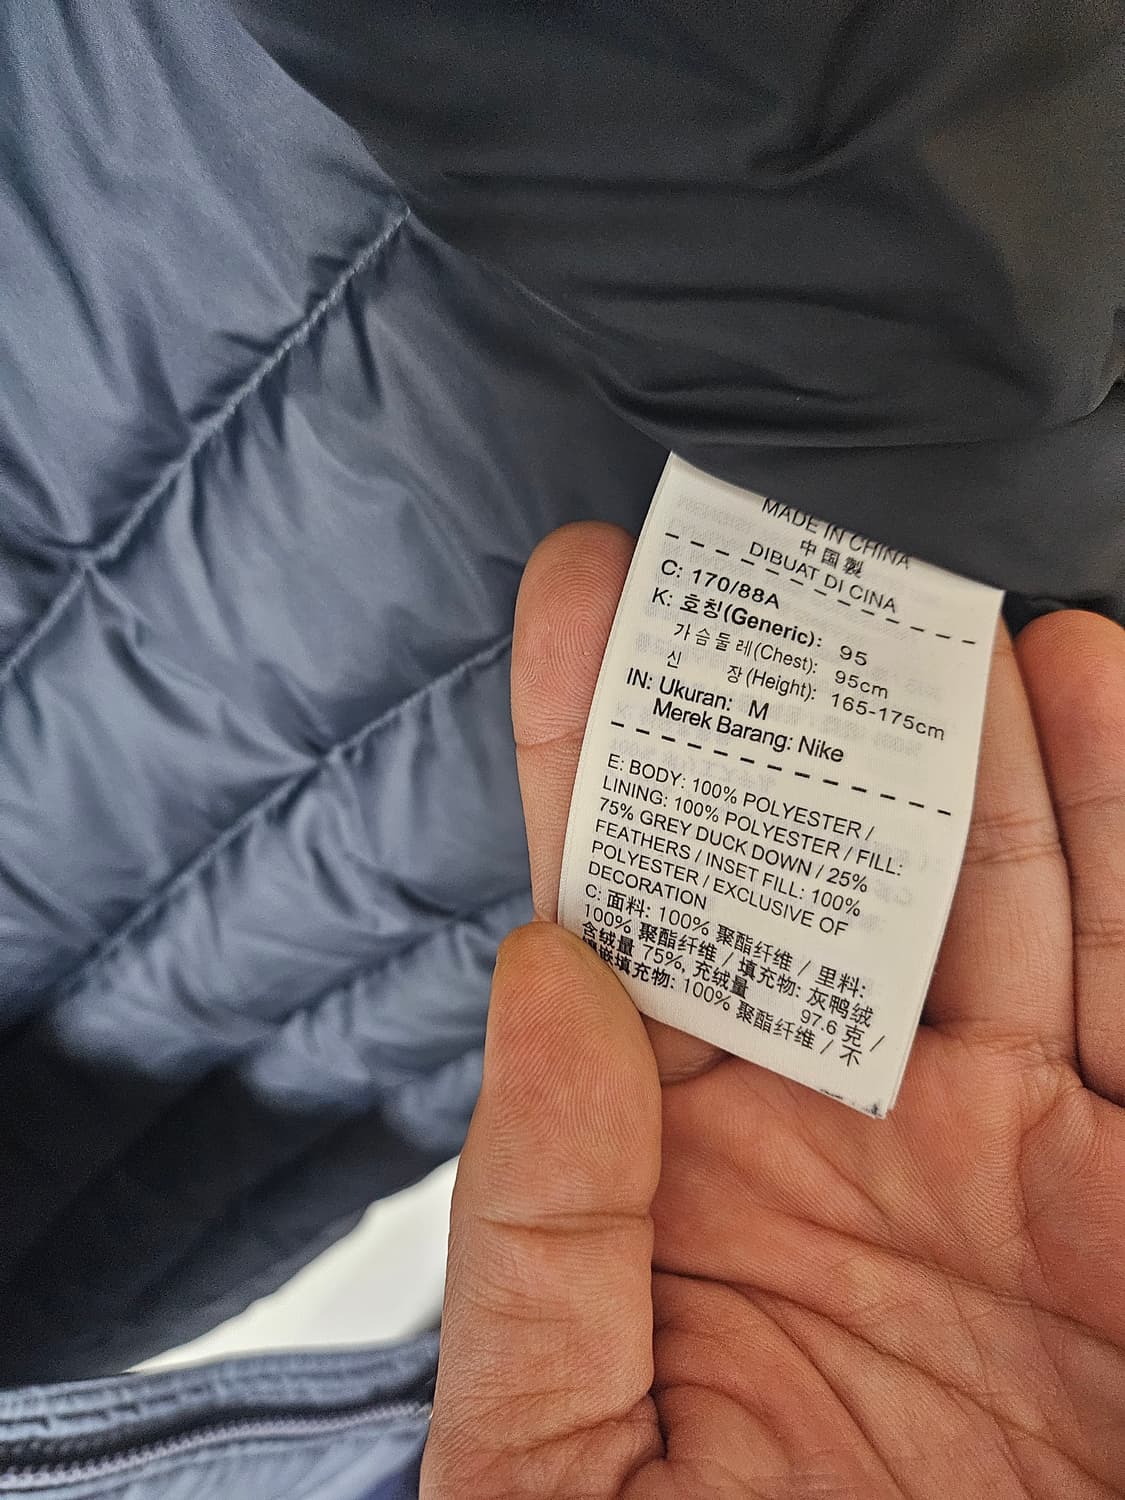 MADE IN CHINA
中国製
DIBUAT DI CINA
C: 170/88A
K: 호칭(Generic): 95
가슴둘레(Chest): 95cm
신 장(Height): 165-175cm
IN: Ukuran: M
Merek Barang: Nike
E: BODY: 100% POLYESTER /
LINING: 100% POLYESTER / FILL:
75% GREY DUCK DOWN / 25%
FEATHERS / INSET FILL: 100%
POLYESTER / EXCLUSIVE OF
DECORATION
C: 面料: 100% 聚酯纤维 / 里料:
100% 聚酯纤维 / 填充物: 灰鸭绒
含绒量 75%, 充绒量 97.6 克 /
镶嵌填充物: 100% 聚酯纤维 / 不